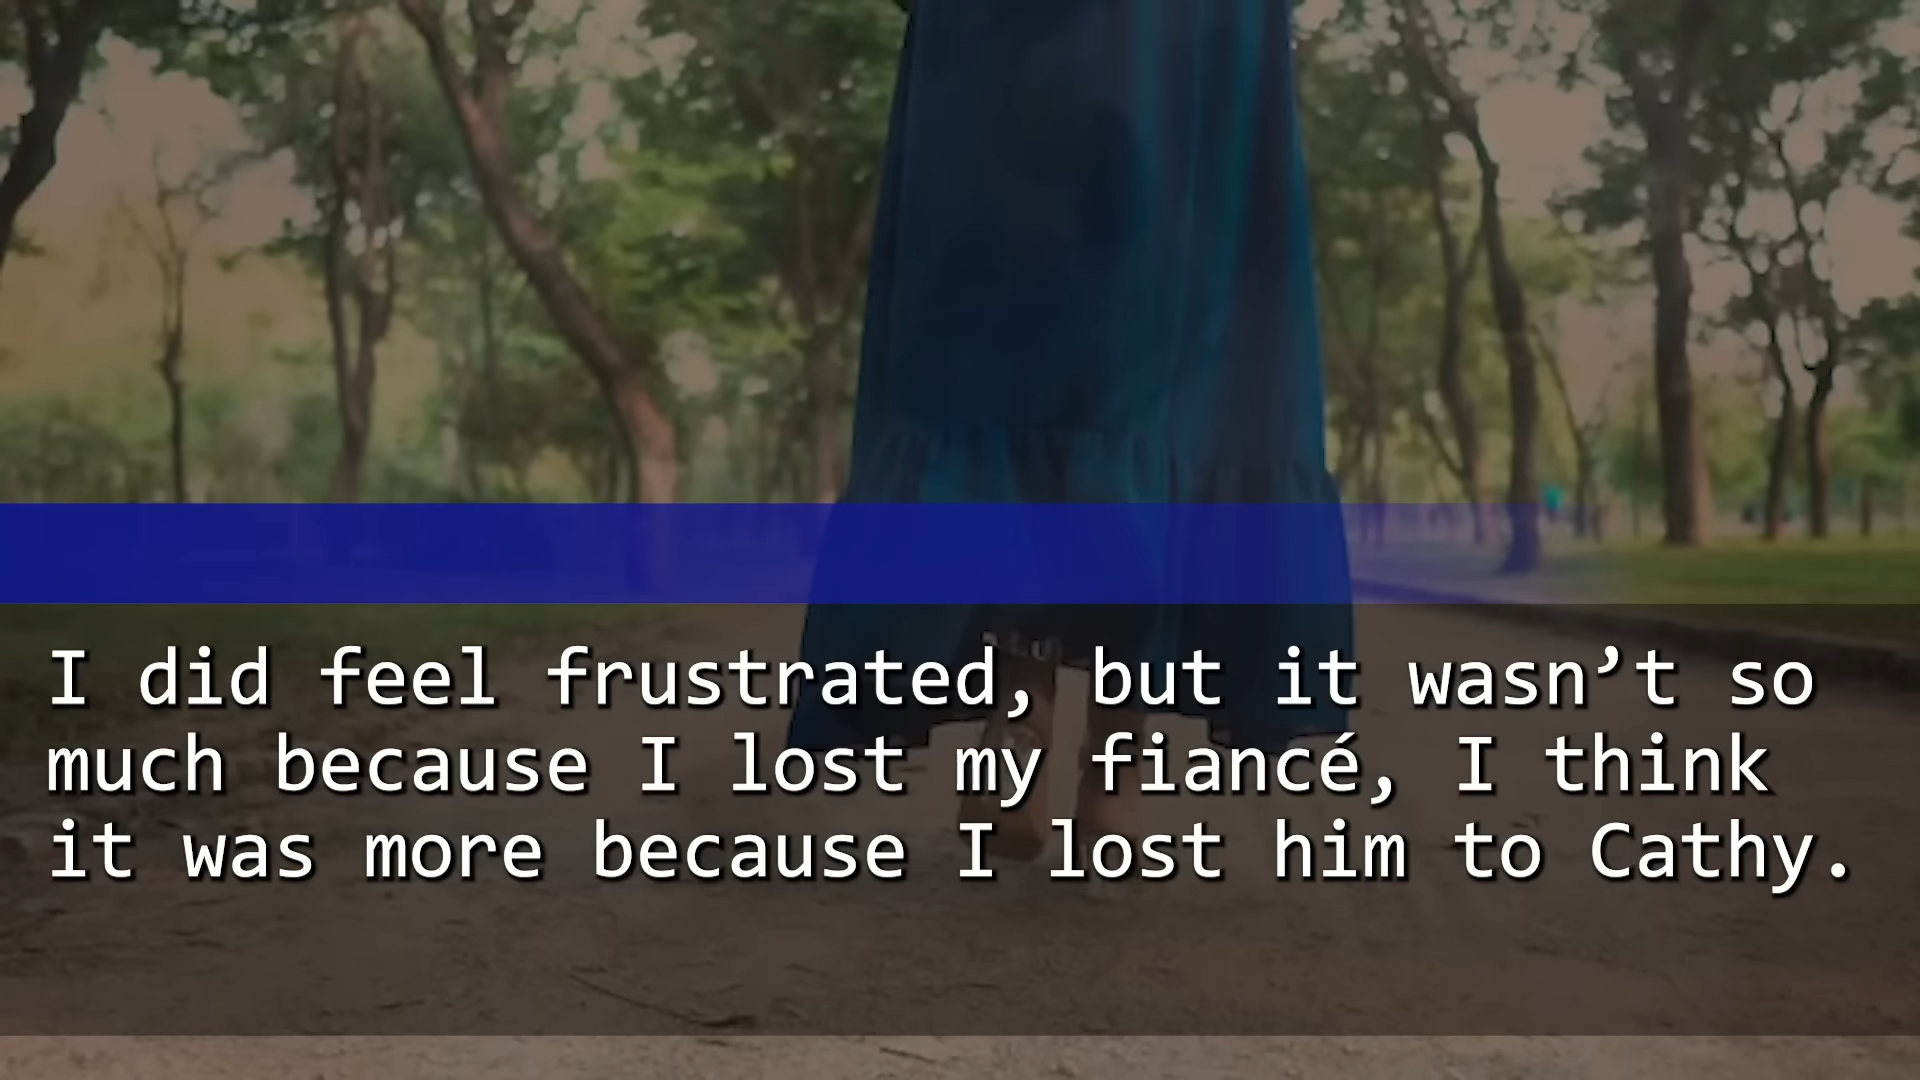 I did feel frustrated, but it wasn’t so
much because I lost my fiancé, I think
it was more because I lost him to Cathy.